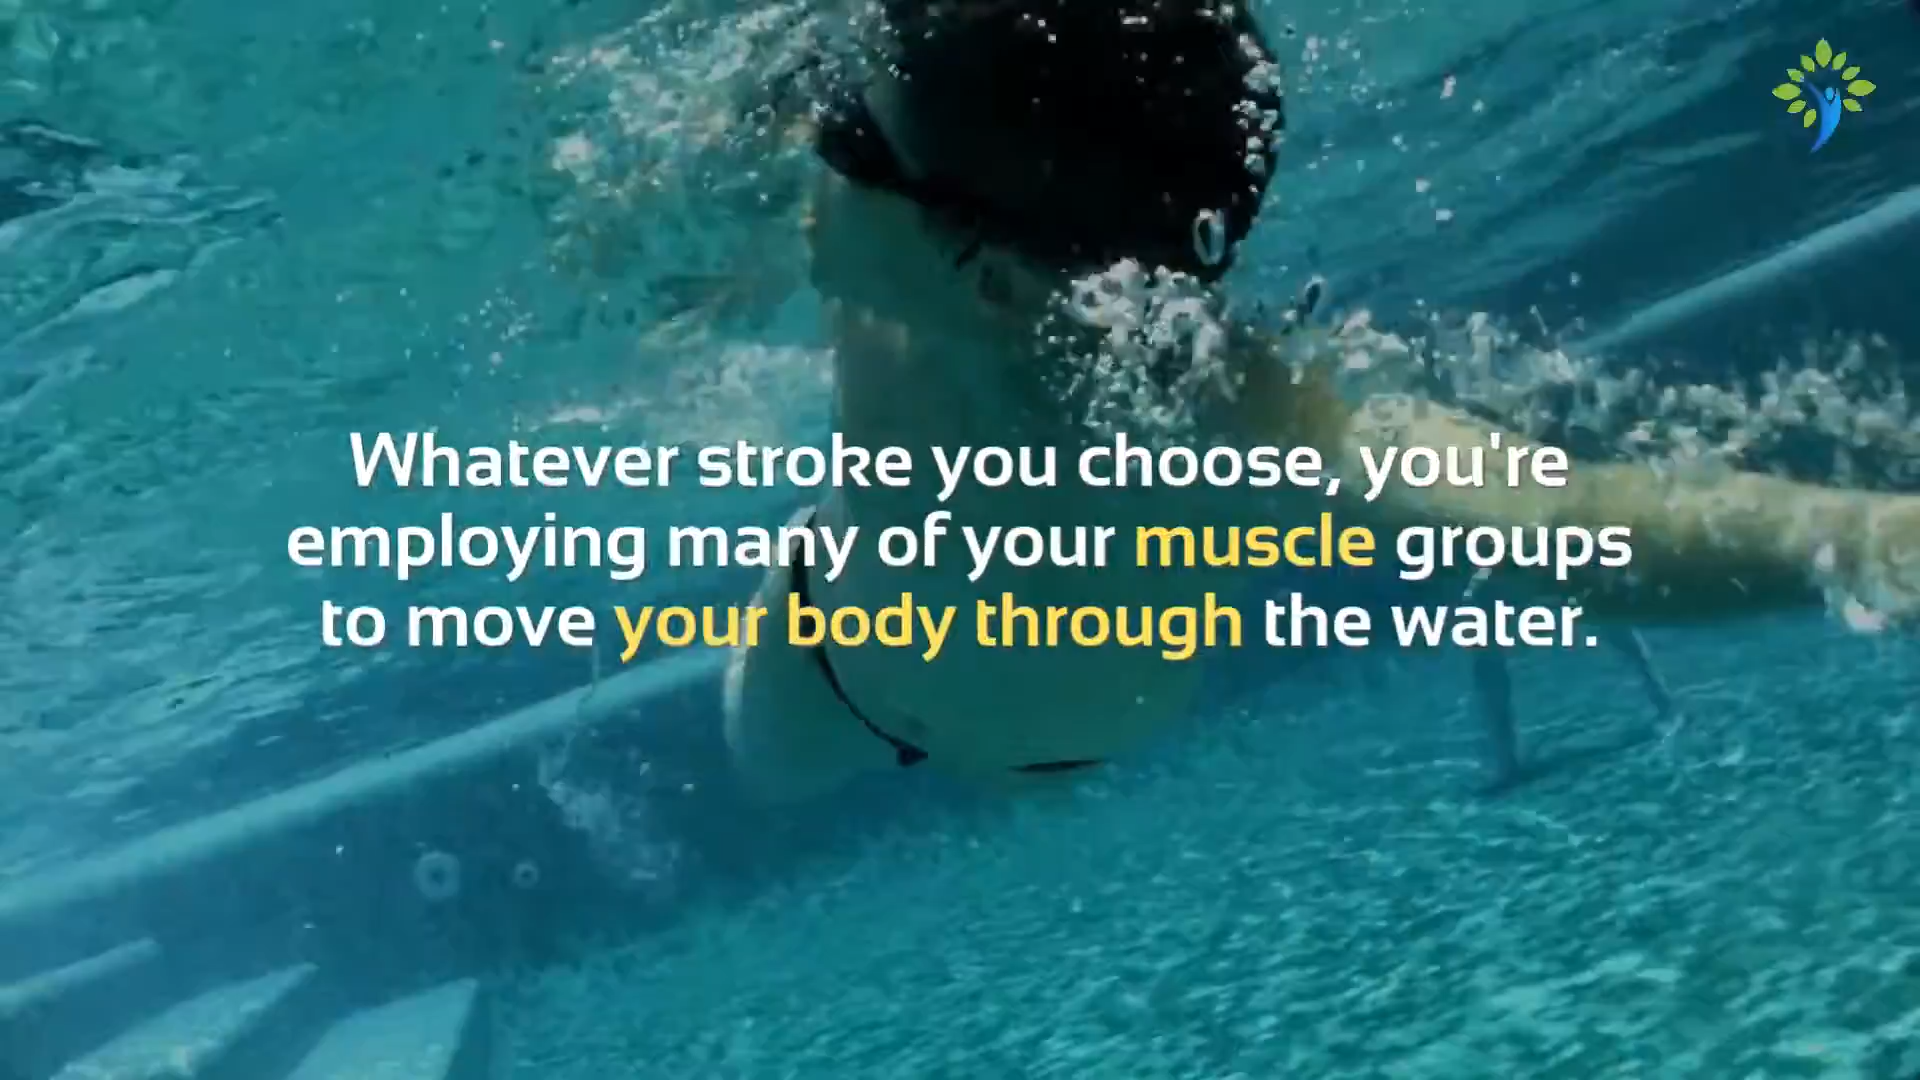 Whatever stroke you choose, you're
employing many of your muscle groups
to move your body through the water.